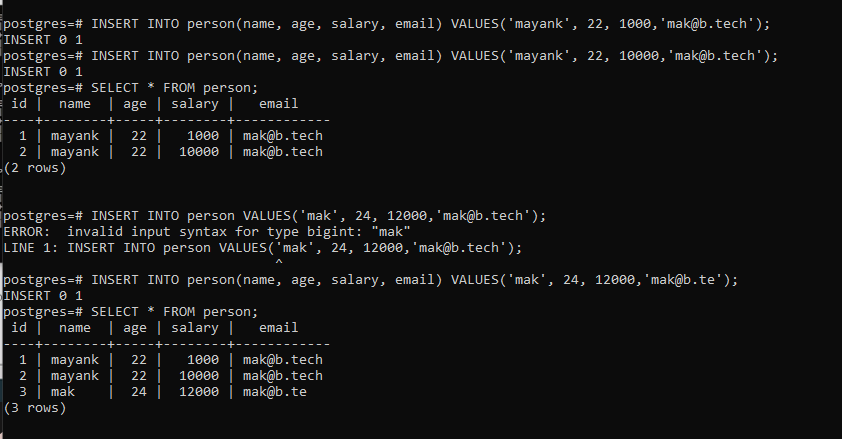 postgres=# INSERT INTO person(name, age, salary, email) VALUES('mayank', 22, 1000,'mak@b.tech');
INSERT 0 1
postgres=# INSERT INTO person(name, age, salary, email) VALUES('mayank', 22, 10000,'mak@b.tech');
INSERT 0 1
postgres=# SELECT * FROM person;
 id |  name  | age | salary |   email
----+--------+-----+--------+------------
  1 | mayank |  22 |   1000 | mak@b.tech
  2 | mayank |  22 |  10000 | mak@b.tech
(2 rows)
postgres=# INSERT INTO person VALUES('mak', 24, 12000,'mak@b.tech');
ERROR:  invalid input syntax for type bigint: "mak"
LINE 1: INSERT INTO person VALUES('mak', 24, 12000,'mak@b.tech');
                                  ^
postgres=# INSERT INTO person(name, age, salary, email) VALUES('mak', 24, 12000,'mak@b.te');
INSERT 0 1
postgres=# SELECT * FROM person;
 id |  name  | age | salary |   email
----+--------+-----+--------+------------
  1 | mayank |  22 |   1000 | mak@b.tech
  2 | mayank |  22 |  10000 | mak@b.tech
  3 | mak    |  24 |  12000 | mak@b.te
(3 rows)